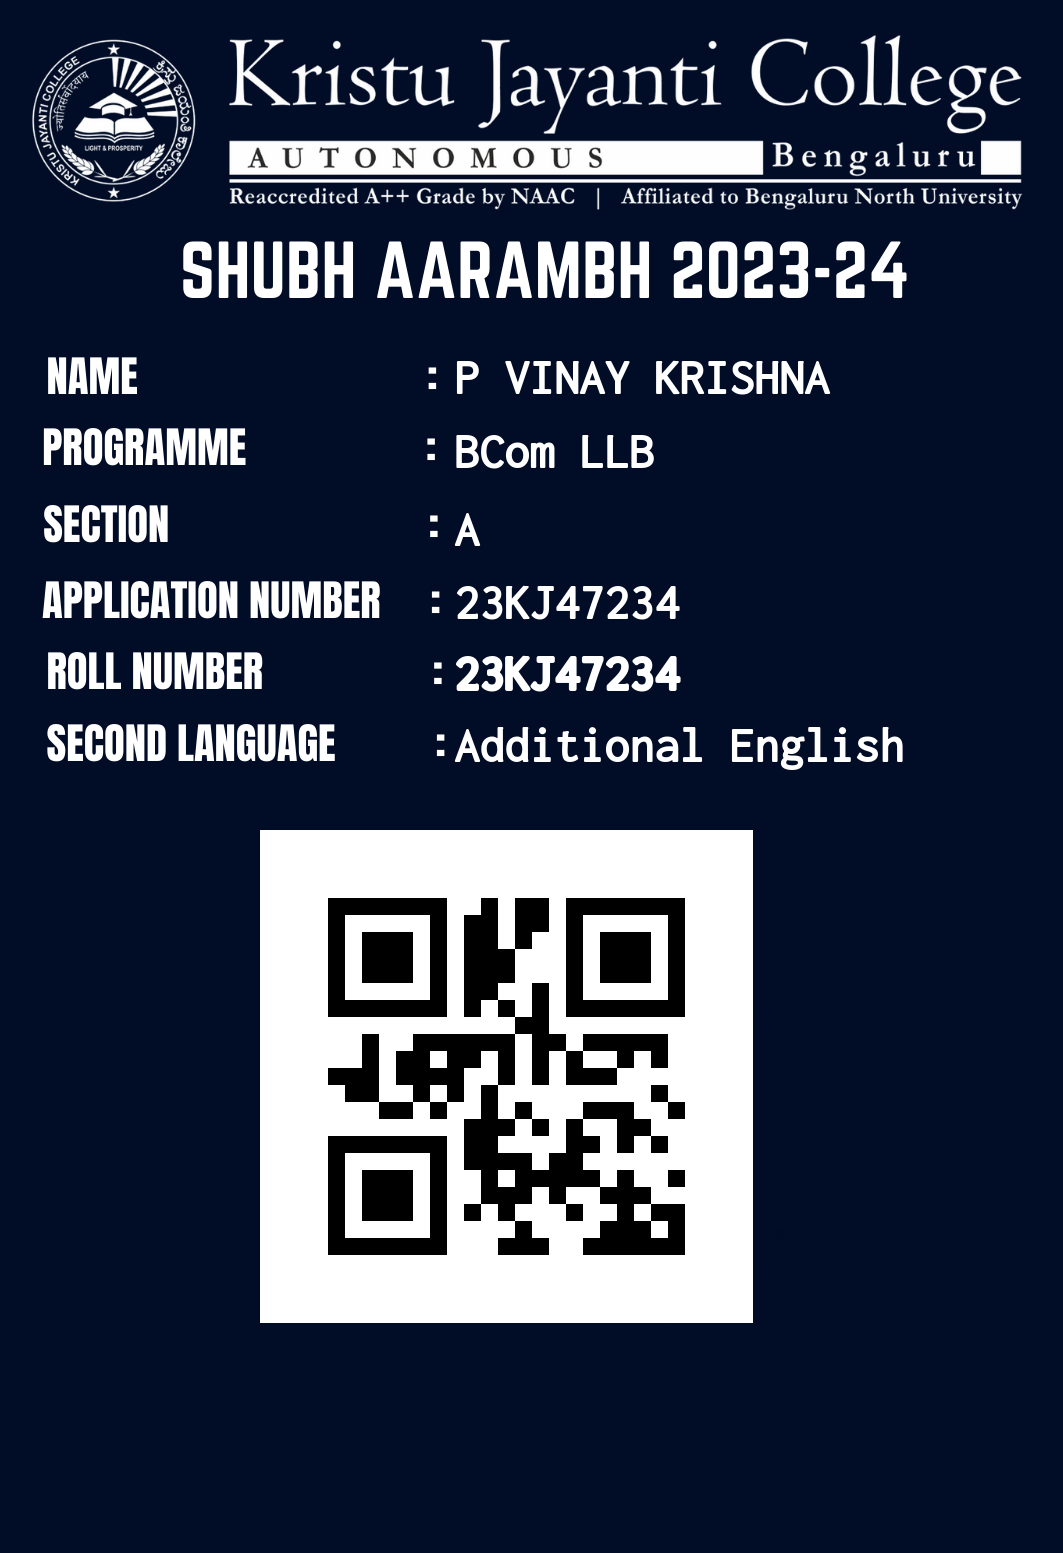 Kristu Jayanti College
AUTONOMOUS Bengaluru
Reaccredited A++ Grade by NAAC | Affiliated to Bengaluru North University
KRISTU JAYANTI COLLEGE
LIGHT & PROSPERITY
SHUBH AARAMBH 2023-24
NAME : P VINAY KRISHNA
PROGRAMME : BCom LLB
SECTION : A
APPLICATION NUMBER : 23KJ47234
ROLL NUMBER : 23KJ47234
SECOND LANGUAGE : Additional English